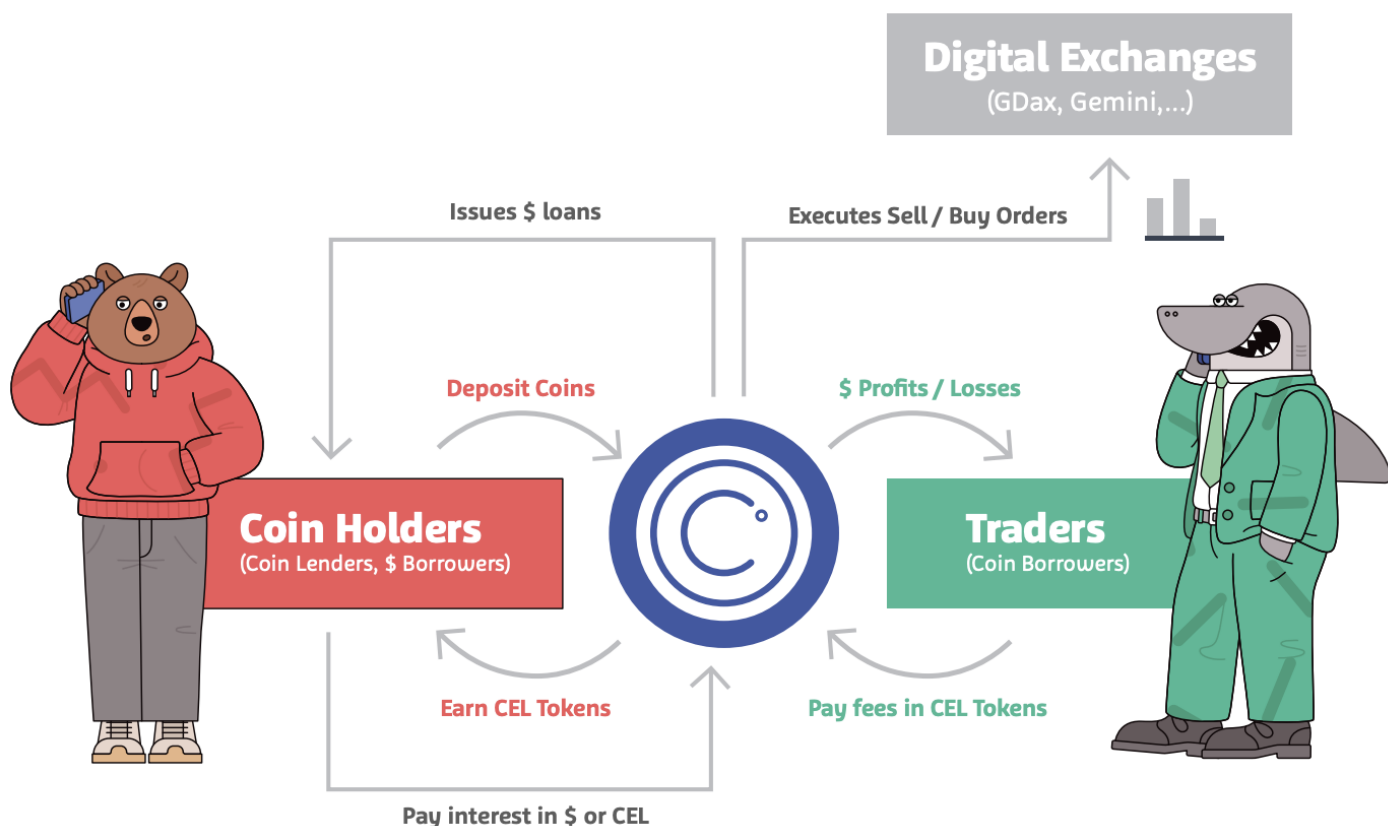 Digital Exchanges
(GDax, Gemini,...)
Issues $ loans
Executes Sell / Buy Orders
Deposit Coins
$ Profits / Losses
Coin Holders
(Coin Lenders, $ Borrowers)
Traders
(Coin Borrowers)
Earn CEL Tokens
Pay fees in CEL Tokens
Pay interest in $ or CEL